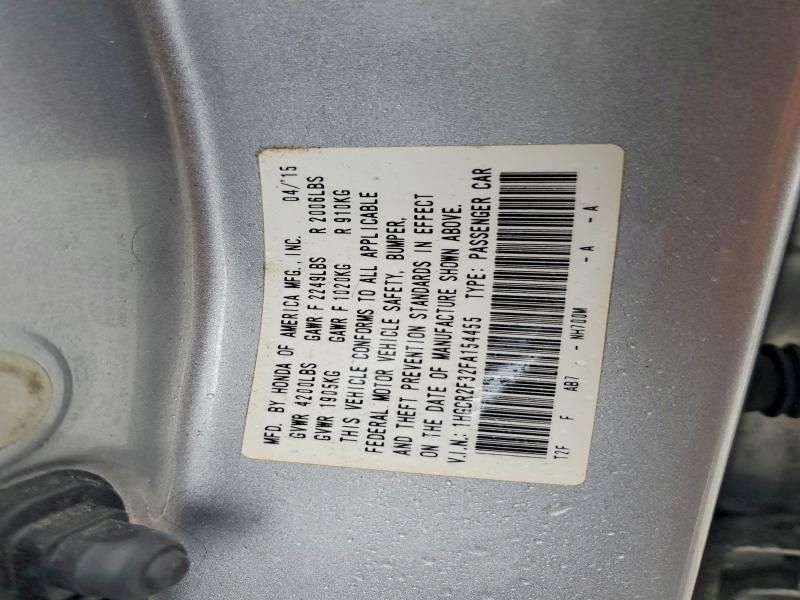 MFD. BY HONDA OF AMERICA MFG., INC. 04/'15
GVWR 4200LBS GAWR F 2249LBS R 2006LBS
GVWR 1905KG GAWR F 1020KG R 910KG
THIS VEHICLE CONFORMS TO ALL APPLICABLE
FEDERAL MOTOR VEHICLE SAFETY, BUMPER,
AND THEFT PREVENTION STANDARDS IN EFFECT
ON THE DATE OF MANUFACTURE SHOWN ABOVE.
V.I.N.: 1HGCR2F32FA154455 TYPE: PASSENGER CAR
T2F F AB7 - NH700M - A - A